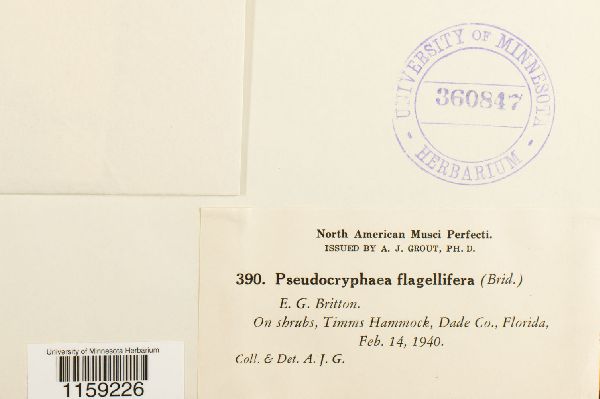 UNIVERSITY OF MINNESOTA
360847
- HERBARIUM -
North American Musci Perfecti.
ISSUED BY A. J. GROUT, PH. D.
390. Pseudocryphaea flagellifera (Brid.)
E. G. Britton.
On shrubs, Timms Hammock, Dade Co., Florida,
Feb. 14, 1940.
Coll. & Det. A. J. G.
University of Minnesota Herbarium
1159226